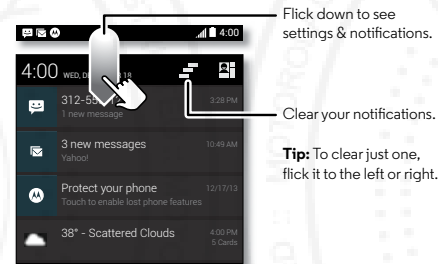 Flick down to see
settings & notifications.
4:00
4:00 WED, DE R 18
312-55 12
3:28 PM
1 new message
Clear your notifications.
3 new messages
10:49 AM
Yahoo!
Tip: To clear just one,
flick it to the left or right.
Protect your phone
12/17/13
Touch to enable lost phone features
38° - Scattered Clouds
4:00 PM
5 Cards